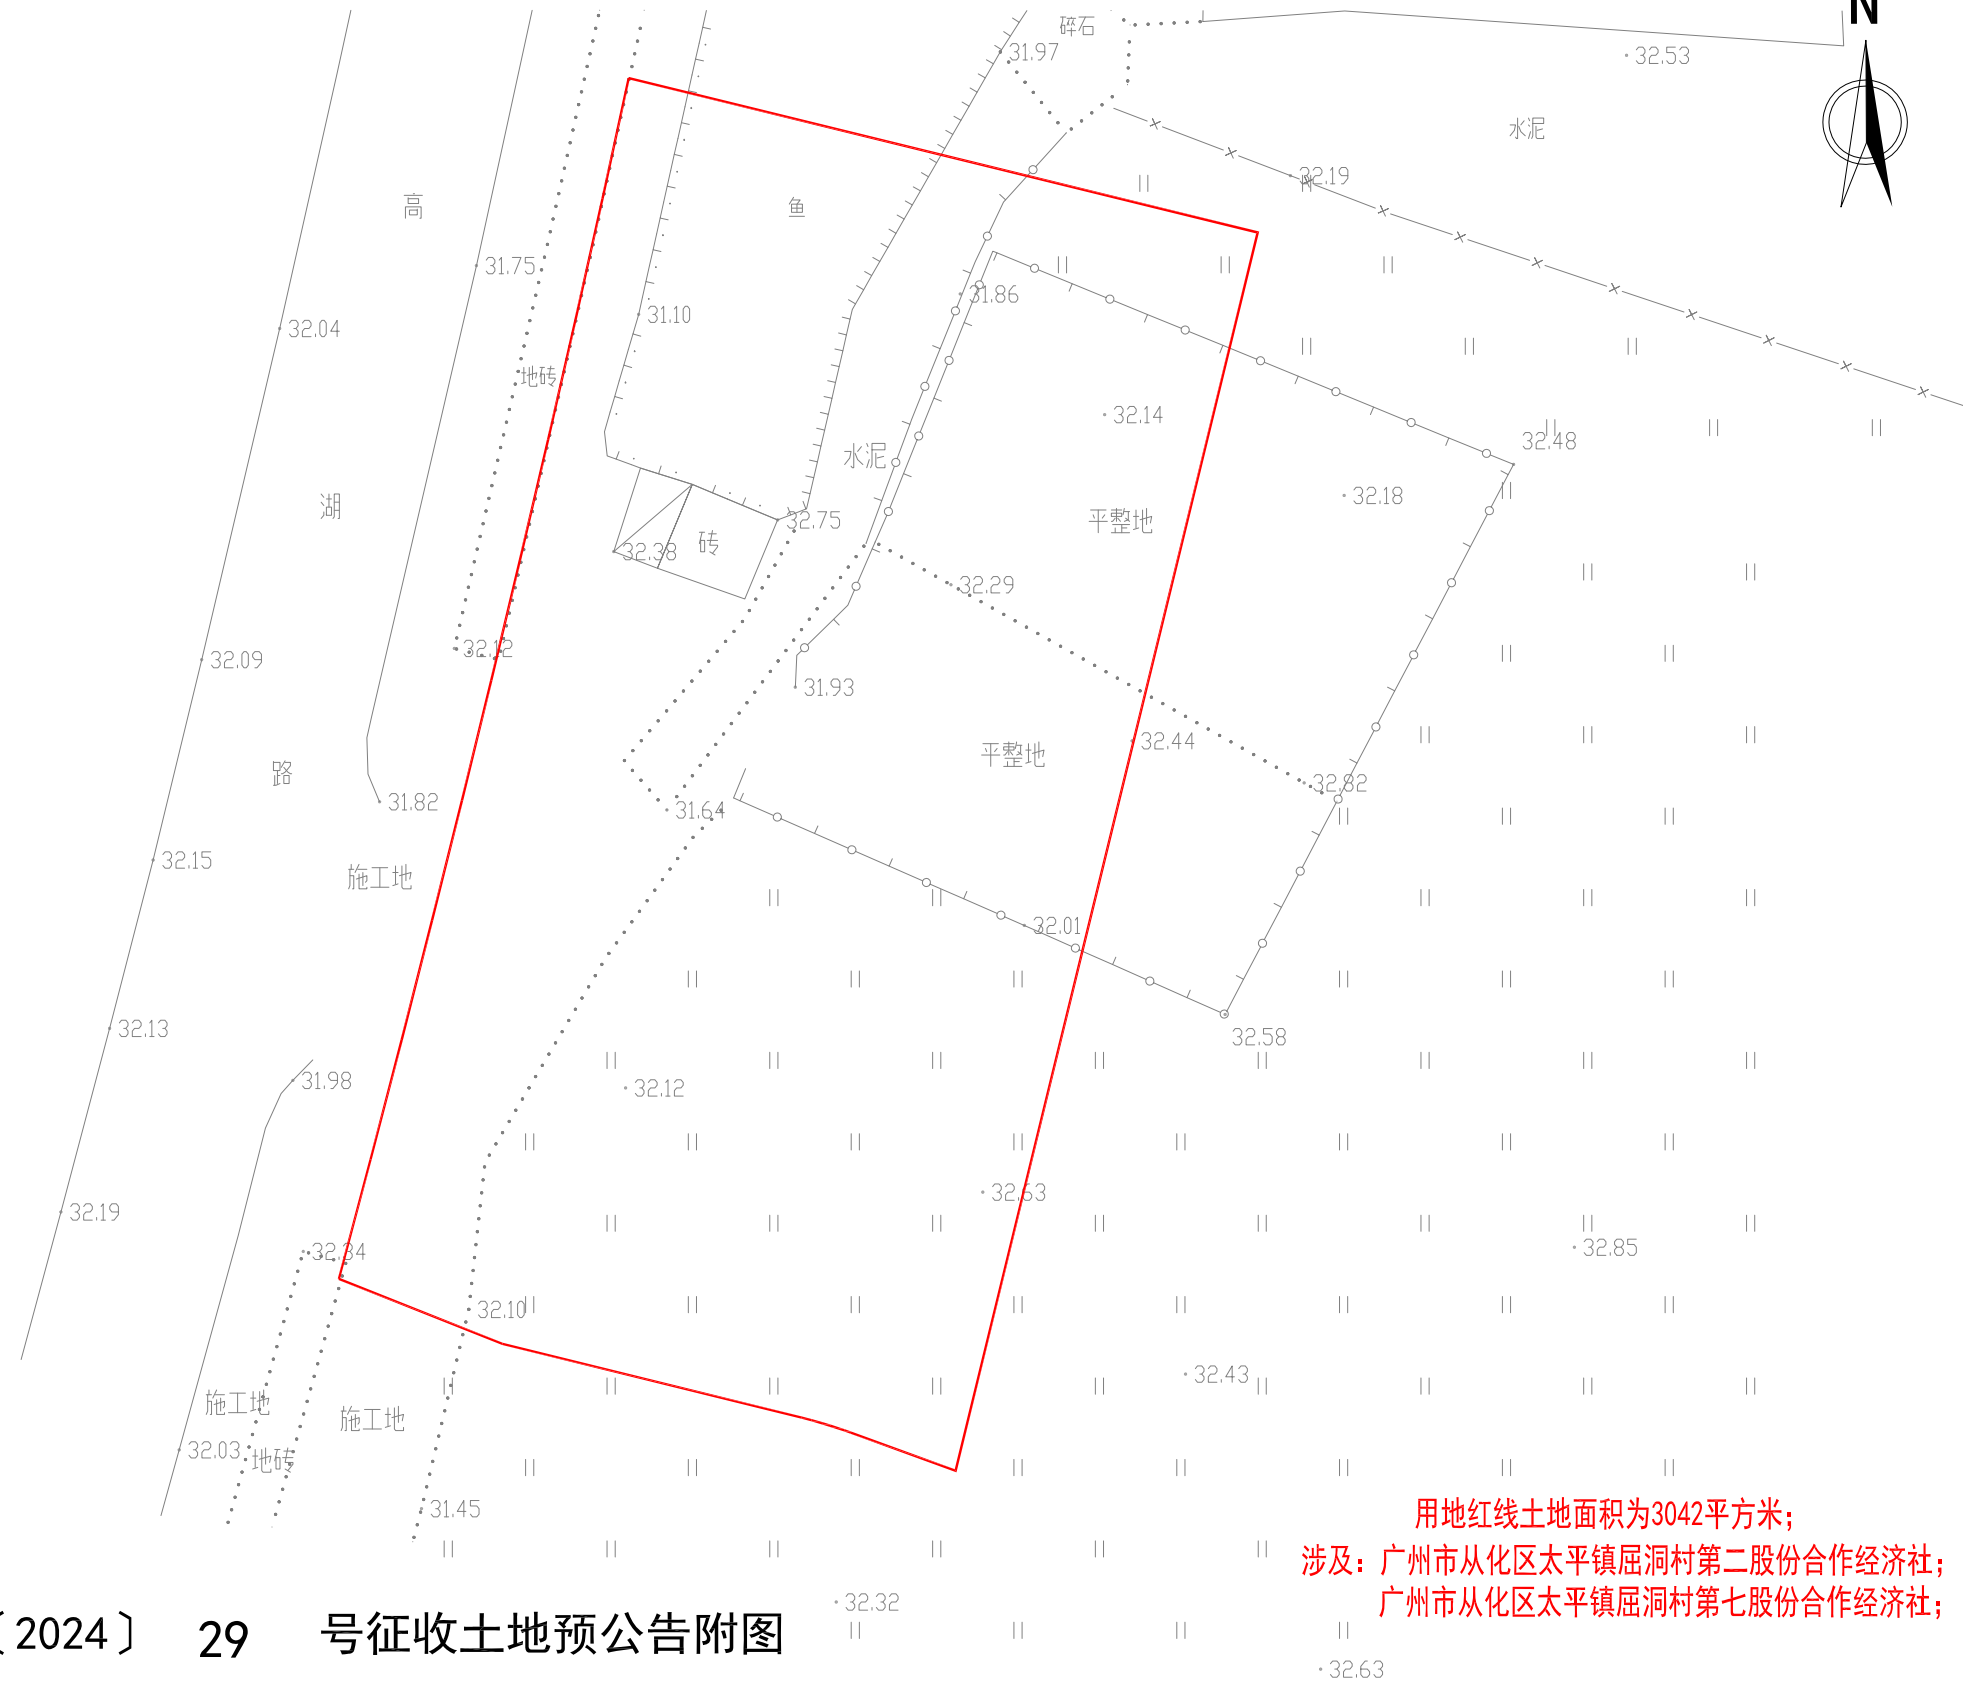 N
碎石
31.97
32.53
水泥
32.19
高
鱼
31.75
31.86
31.10
32.04
地砖
32.14
水泥
32.48
32.18
湖
平整地
32.75
砖
32.38
32.29
32.12
32.09
31.93
32.44
平整地
路
32.82
31.82
31.64
32.15
施工地
32.01
32.13
32.58
31.98
32.12
32.63
32.19
32.34
32.85
32.10
32.43
施工地
施工地
32.03
地砖
31.45
用地红线土地面积为3042平方米；
涉及：广州市从化区太平镇屈洞村第二股份合作经济社；
广州市从化区太平镇屈洞村第七股份合作经济社；
32.32
〔2024〕 29 号征收土地预公告附图
32.63